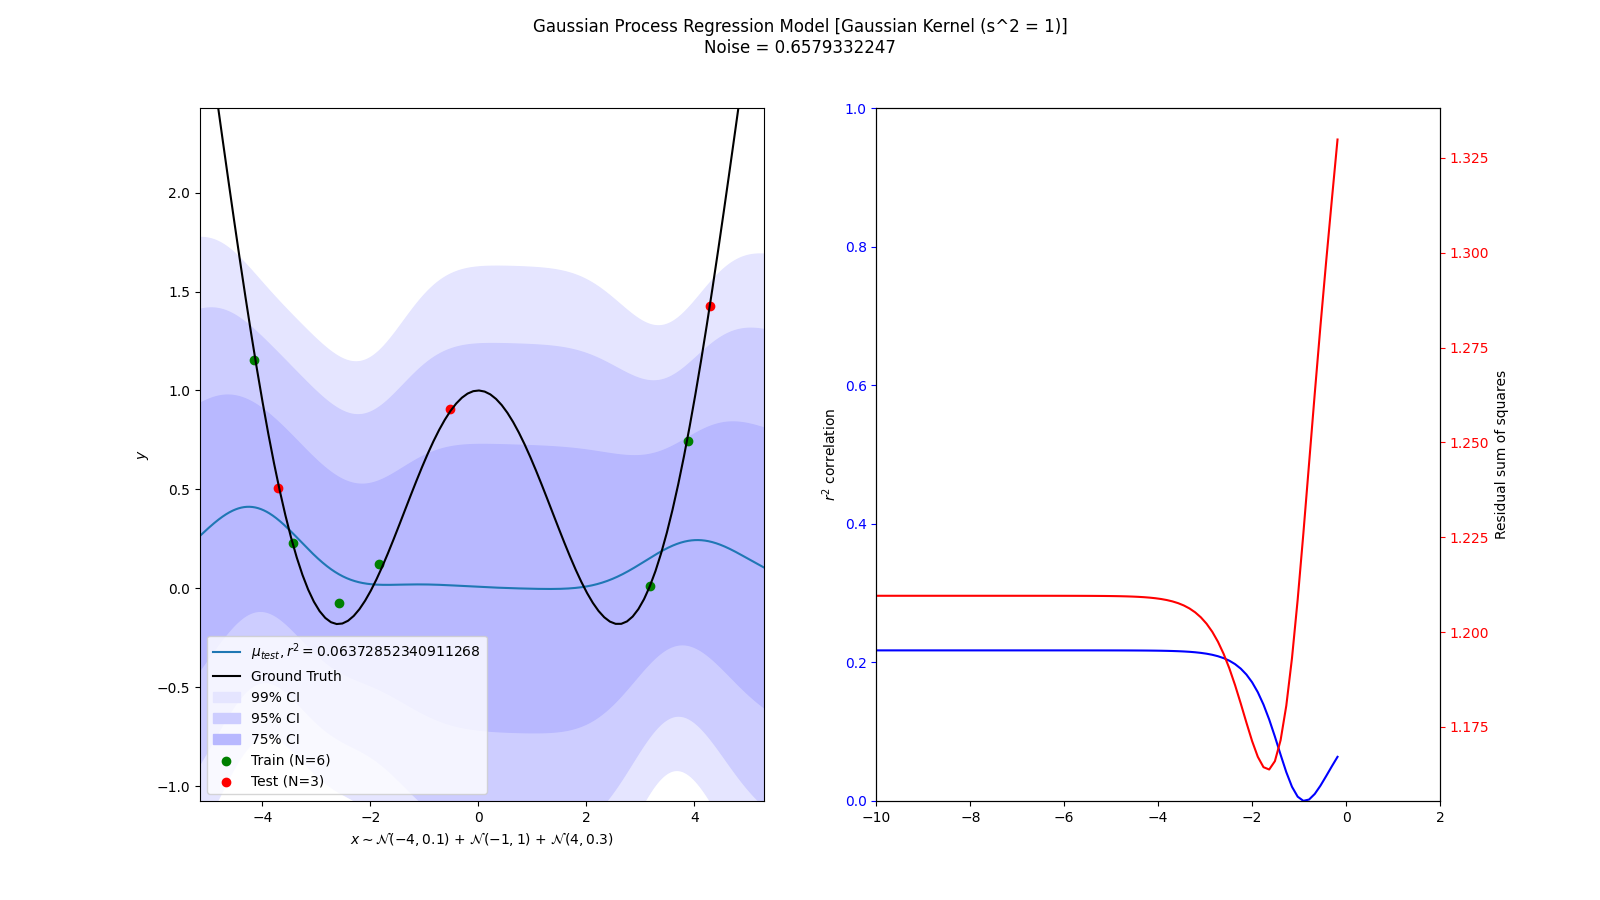 Gaussian Process Regression Model [Gaussian Kernel (s^2 = 1)]
Noise = 0.6579332247
2.0
1.5
1.0
0.5
0.0
−0.5
−1.0
y
−4
−2
0
2
4
x ∼ 𝒩(−4, 0.1) + 𝒩(−1, 1) + 𝒩(4, 0.3)
μtest, r² = 0.06372852340911268
Ground Truth
99% CI
95% CI
75% CI
Train (N=6)
Test (N=3)
1.0
0.8
0.6
0.4
0.2
0.0
r² correlation
−10
−8
−6
−4
−2
0
2
1.325
1.300
1.275
1.250
1.225
1.200
1.175
Residual sum of squares